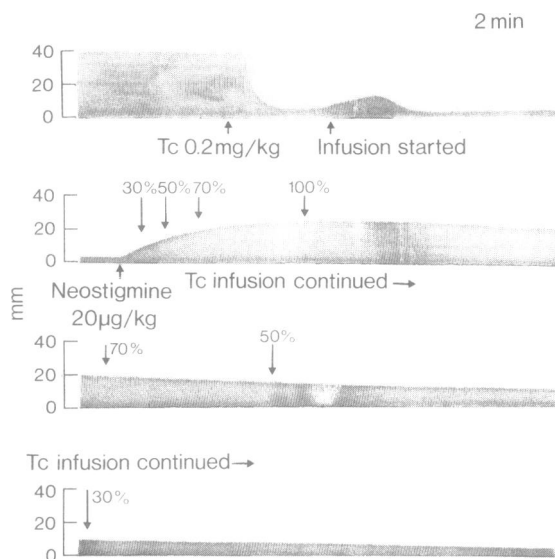 2 min
40
20
0
Tc 0.2mg/kg Infusion started
30% 50% 70% 100%
40
20
0
Neostigmine
20µg/kg
Tc infusion continued →
mm
70% 50%
40
20
0
Tc infusion continued→
30%
40
20
0